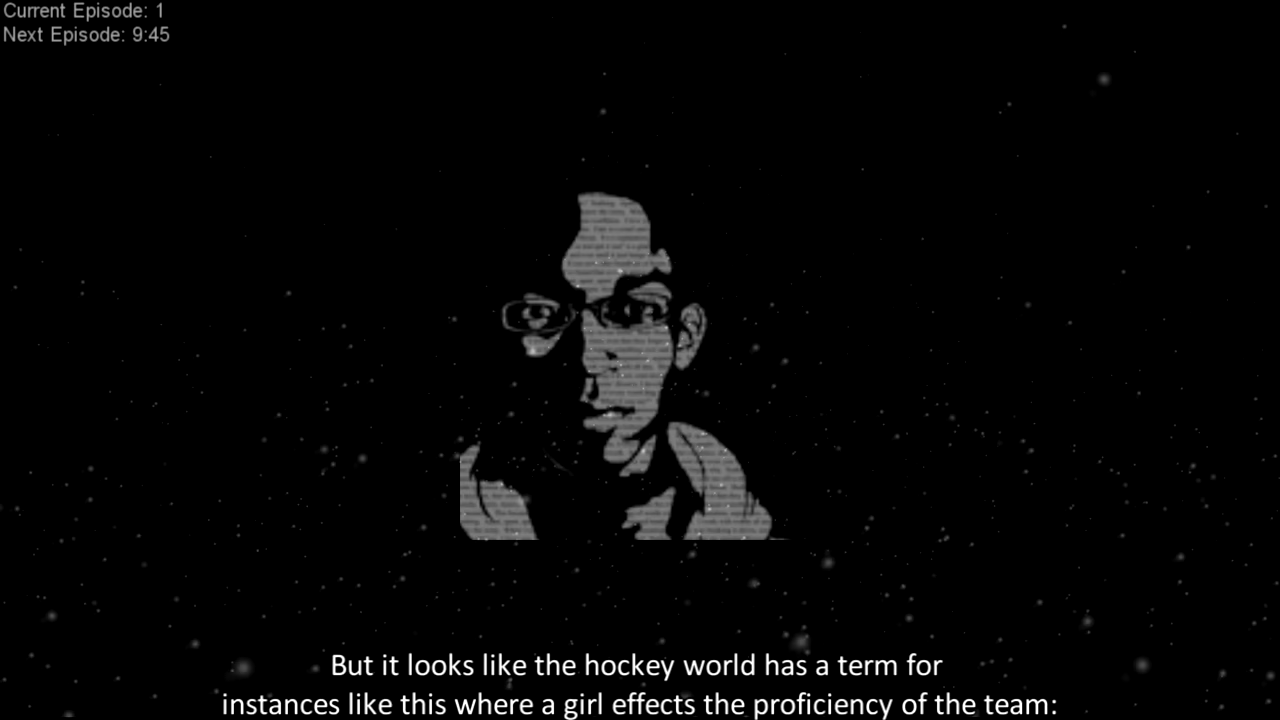 Current Episode: 1
Next Episode: 9:45
But it looks like the hockey world has a term for
instances like this where a girl effects the proficiency of the team: